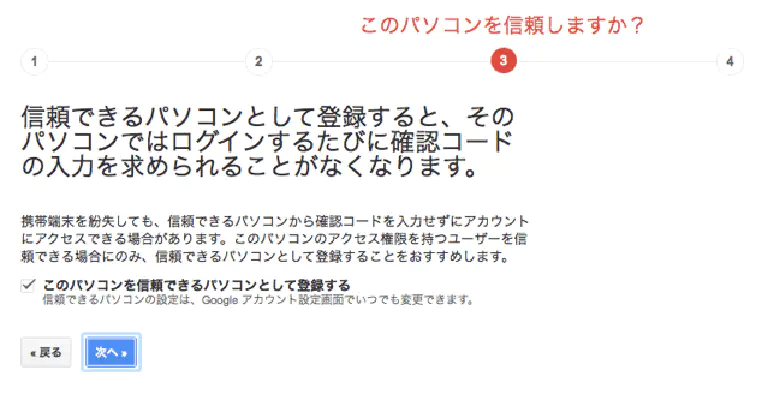 このパソコンを信頼しますか？
1 2 3 4
信頼できるパソコンとして登録すると、その
パソコンではログインするたびに確認コード
の入力を求められることがなくなります。
携帯端末を紛失しても、信頼できるパソコンから確認コードを入力せずにアカウント
にアクセスできる場合があります。このパソコンのアクセス権限を持つユーザーを信
頼できる場合にのみ、信頼できるパソコンとして登録することをおすすめします。
このパソコンを信頼できるパソコンとして登録する
信頼できるパソコンの設定は、Google アカウント設定画面でいつでも変更できます。
« 戻る 次へ »